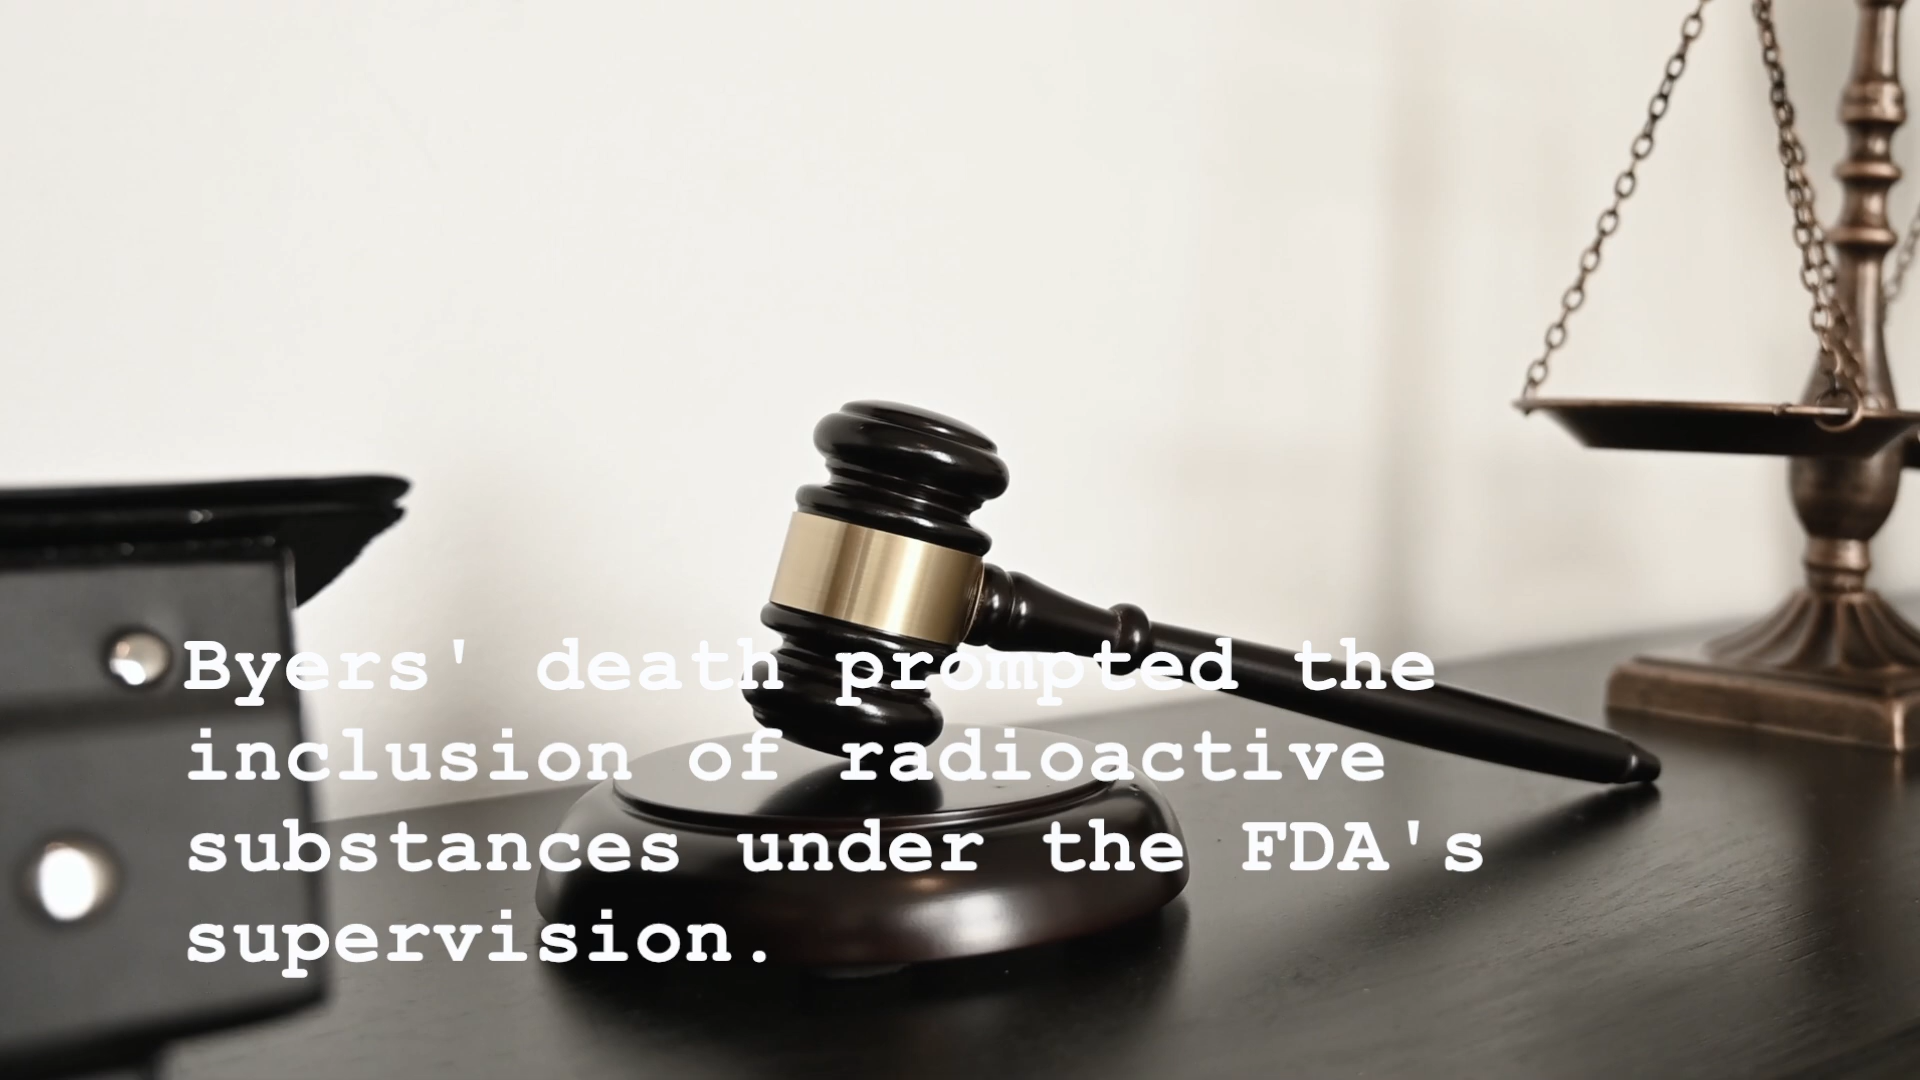 Byers' death prompted the
inclusion of radioactive
substances under the FDA's
supervision.